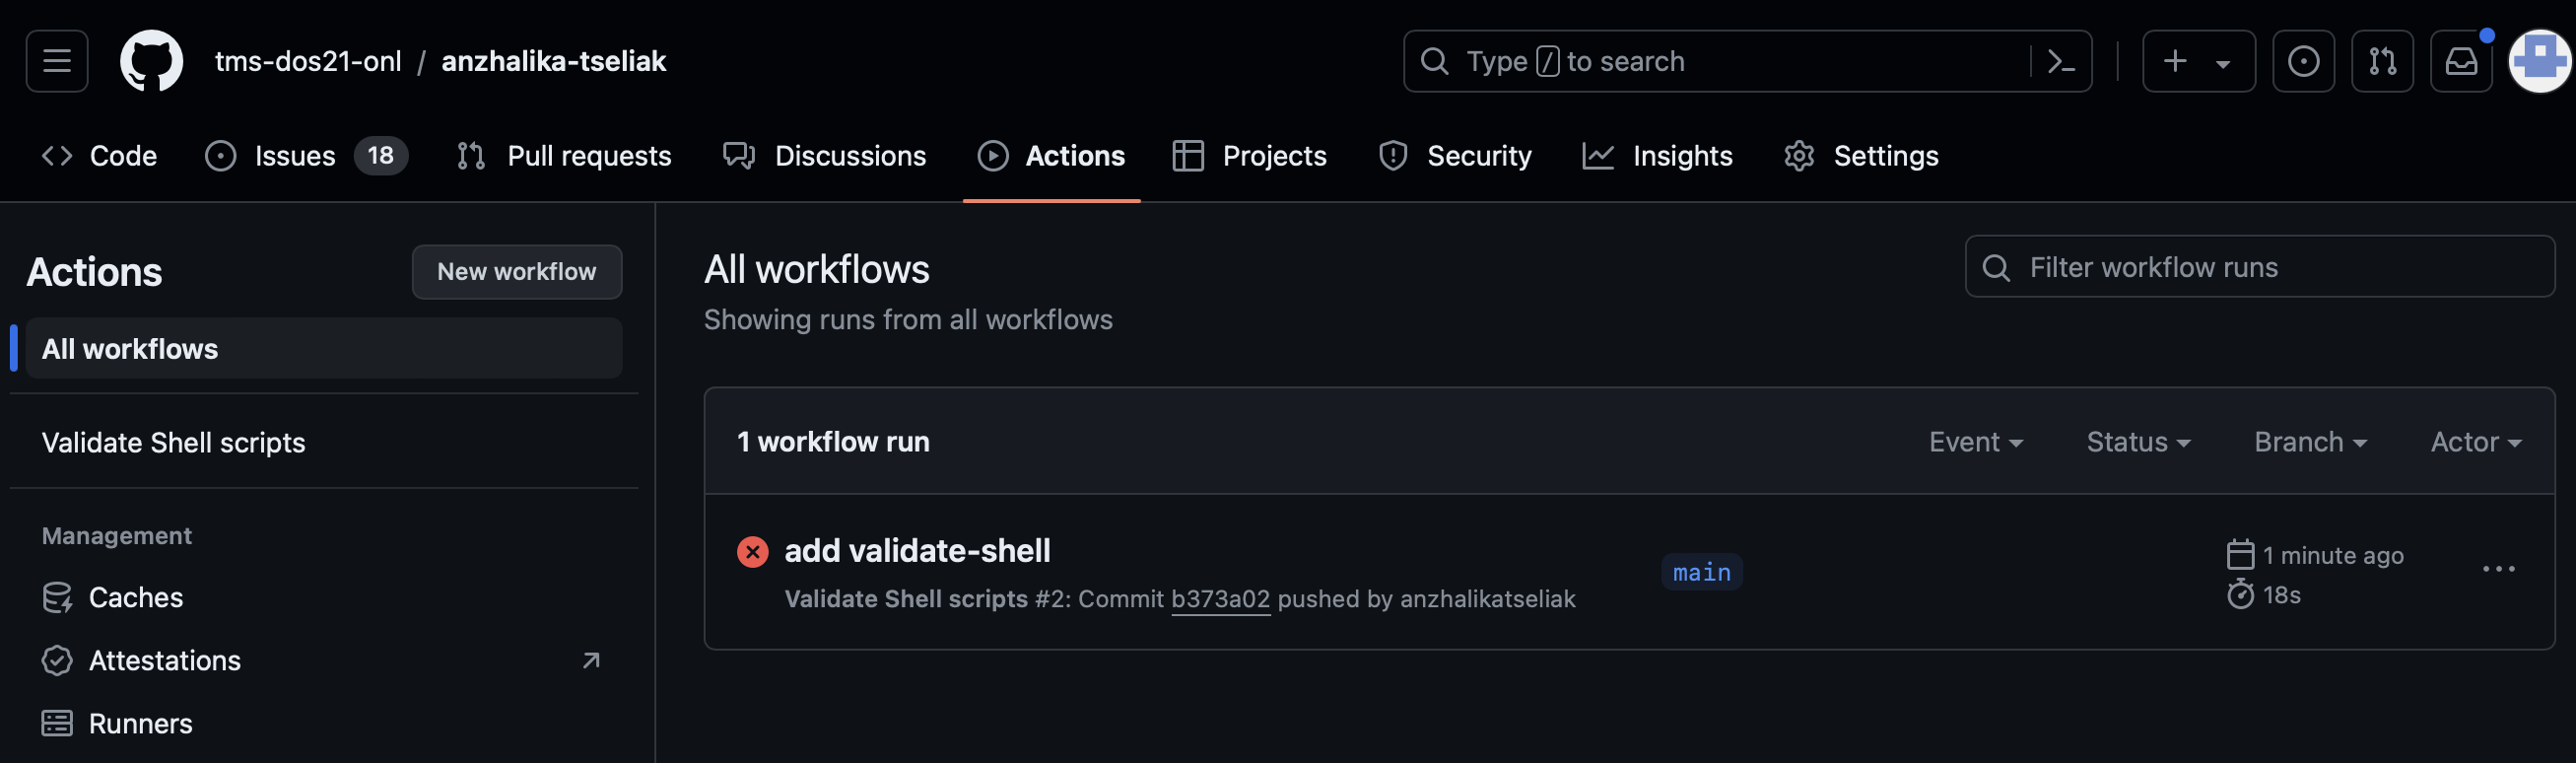 tms-dos21-onl / anzhalika-tseliak
Type / to search
Code
Issues 18
Pull requests
Discussions
Actions
Projects
Security
Insights
Settings
Actions
New workflow
All workflows
Validate Shell scripts
Management
Caches
Attestations
Runners
All workflows
Showing runs from all workflows
Filter workflow runs
1 workflow run
Event
Status
Branch
Actor
add validate-shell
Validate Shell scripts #2: Commit b373a02 pushed by anzhalikatseliak
main
1 minute ago
18s